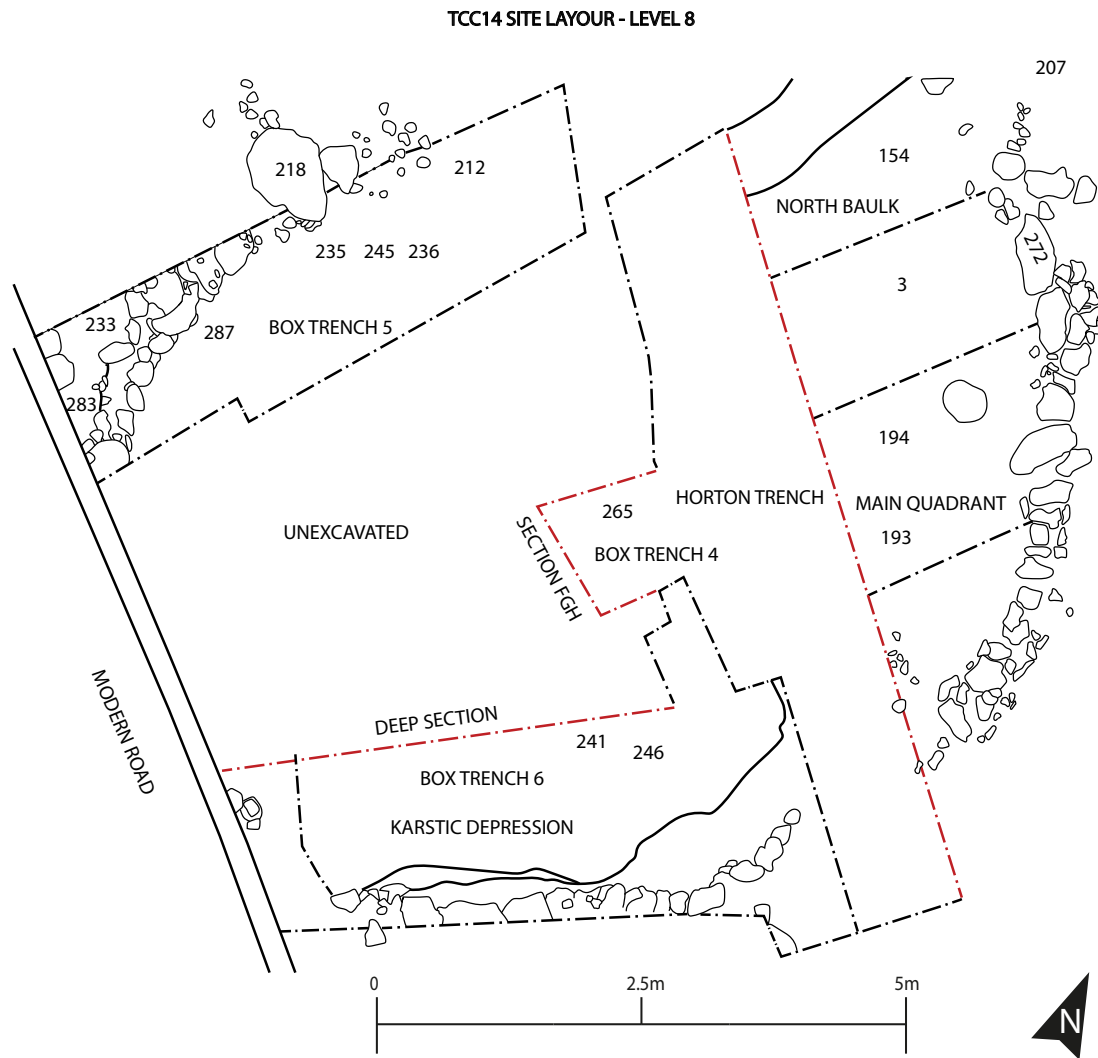 TCC14 SITE LAYOUR - LEVEL 8
207
154
218
212
NORTH BAULK
272
235 245 236
3
233
287
BOX TRENCH 5
283
194
HORTON TRENCH
MAIN QUADRANT
265
193
UNEXCAVATED
SECTION FGH
BOX TRENCH 4
MODERN ROAD
DEEP SECTION
241
246
BOX TRENCH 6
KARSTIC DEPRESSION
0
2.5m
5m
N